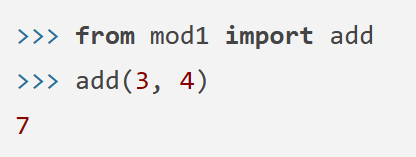 >>> from mod1 import add
>>> add(3, 4)
7